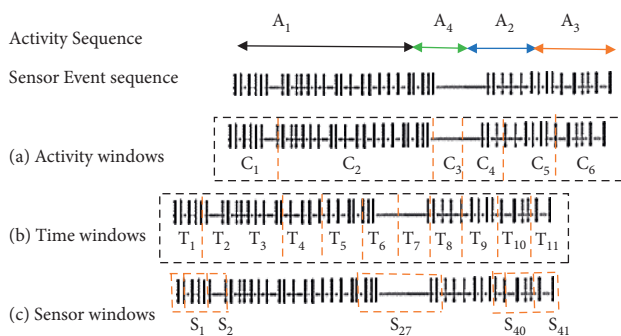 Activity Sequence A₁ A₄ A₂ A₃
Sensor Event sequence
(a) Activity windows
C₁ C₂ C₃ C₄ C₅ C₆
(b) Time windows
T₁ T₂ T₃ T₄ T₅ T₆ T₇ T₈ T₉ T₁₀ T₁₁
(c) Sensor windows
S₁ S₂ S₂₇ S₄₀ S₄₁